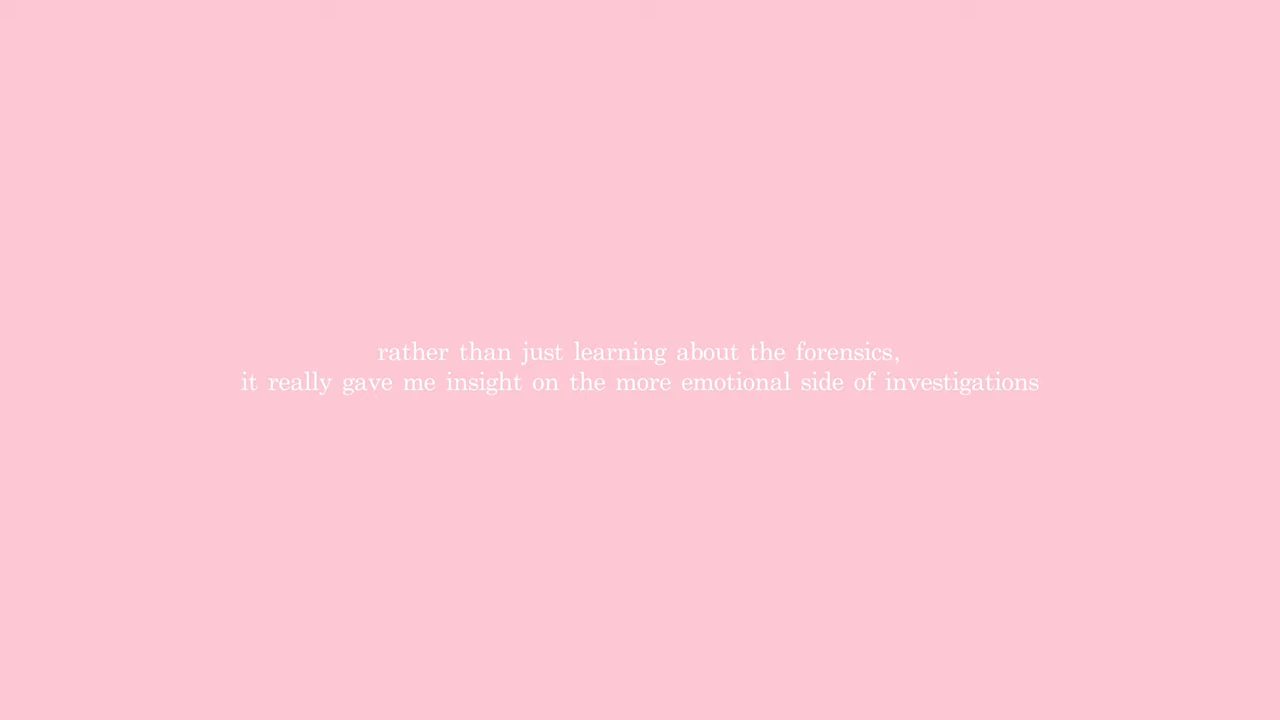 rather than just learning about the forensics,
it really gave me insight on the more emotional side of investigations